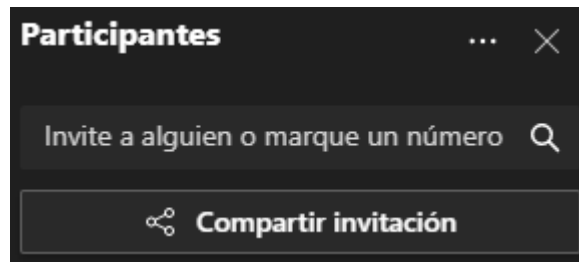 Participantes
Invite a alguien o marque un número
Compartir invitación